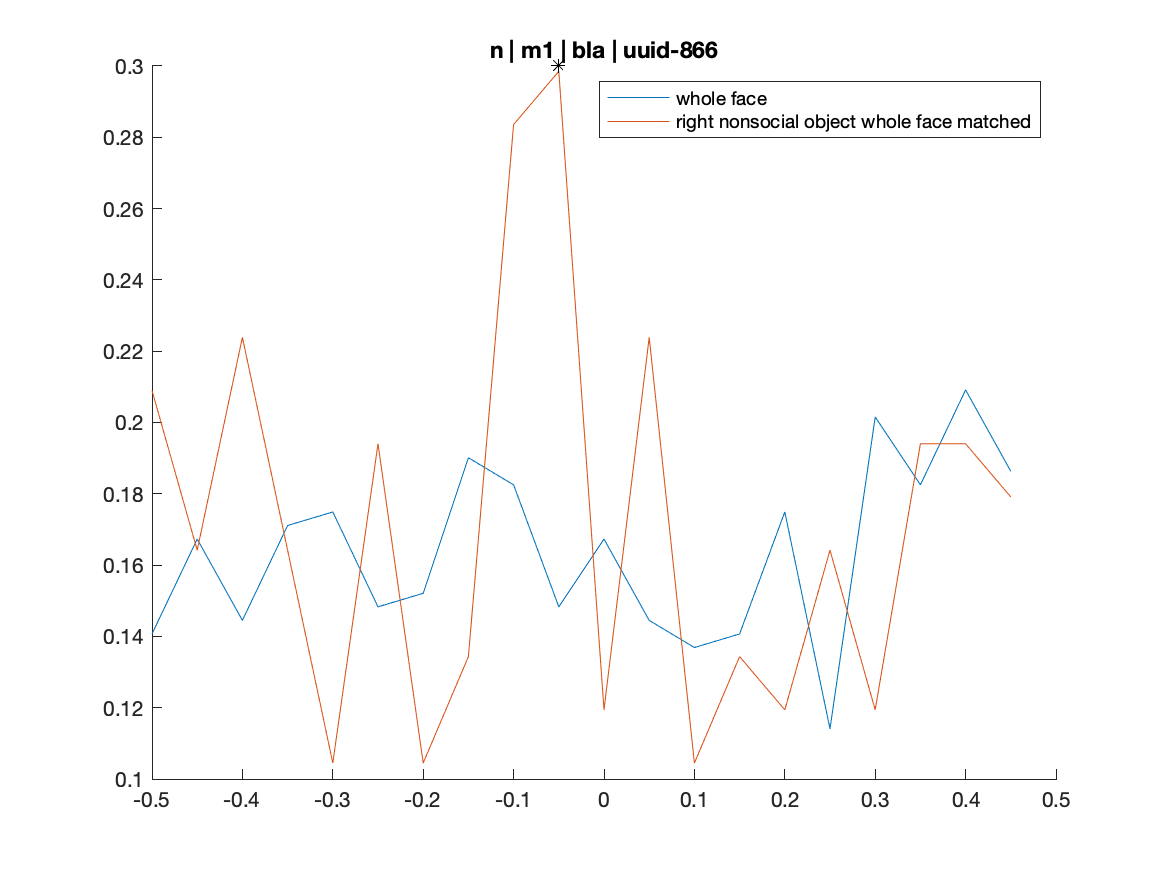 n | m1 | bla | uuid-866
whole face
right nonsocial object whole face matched
0.3
0.28
0.26
0.24
0.22
0.2
0.18
0.16
0.14
0.12
0.1
-0.5 -0.4 -0.3 -0.2 -0.1 0 0.1 0.2 0.3 0.4 0.5